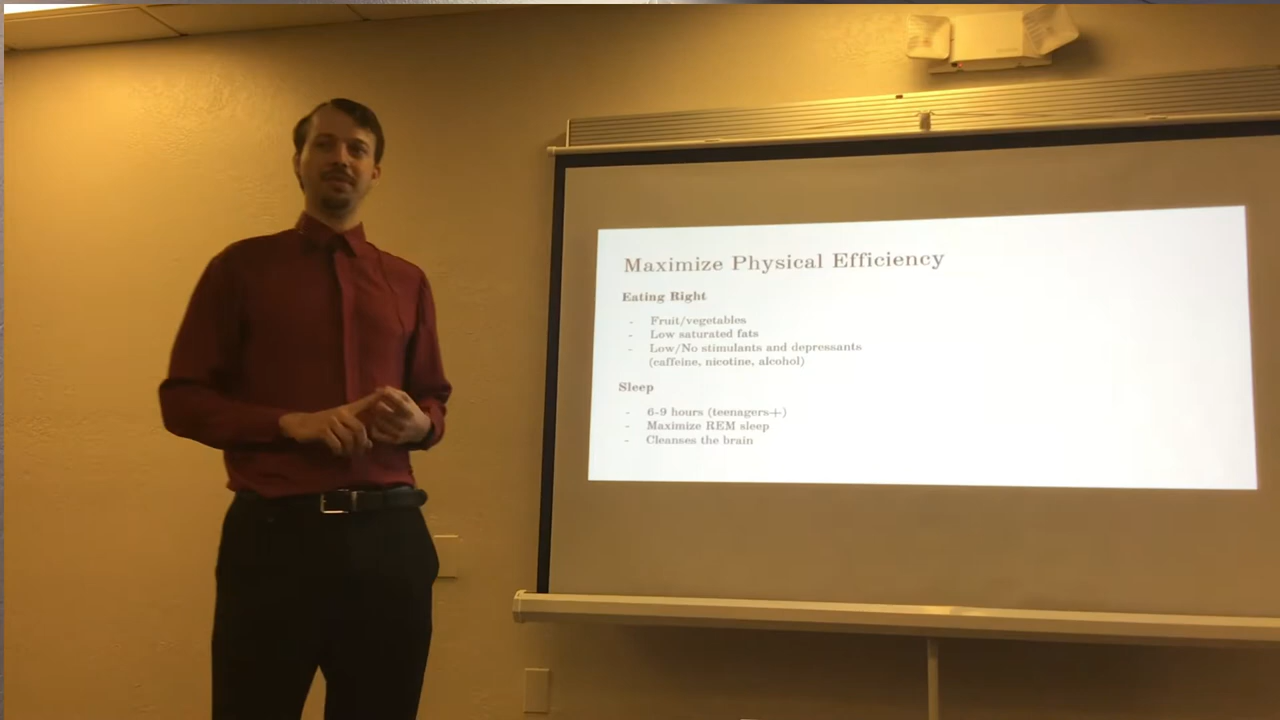 Maximize Physical Efficiency
Eating Right
- Fruit/vegetables
- Low saturated fats
- Low/No stimulants and depressants
(caffeine, nicotine, alcohol)
Sleep
- 6-9 hours (teenagers+)
- Maximize REM sleep
- Cleanses the brain